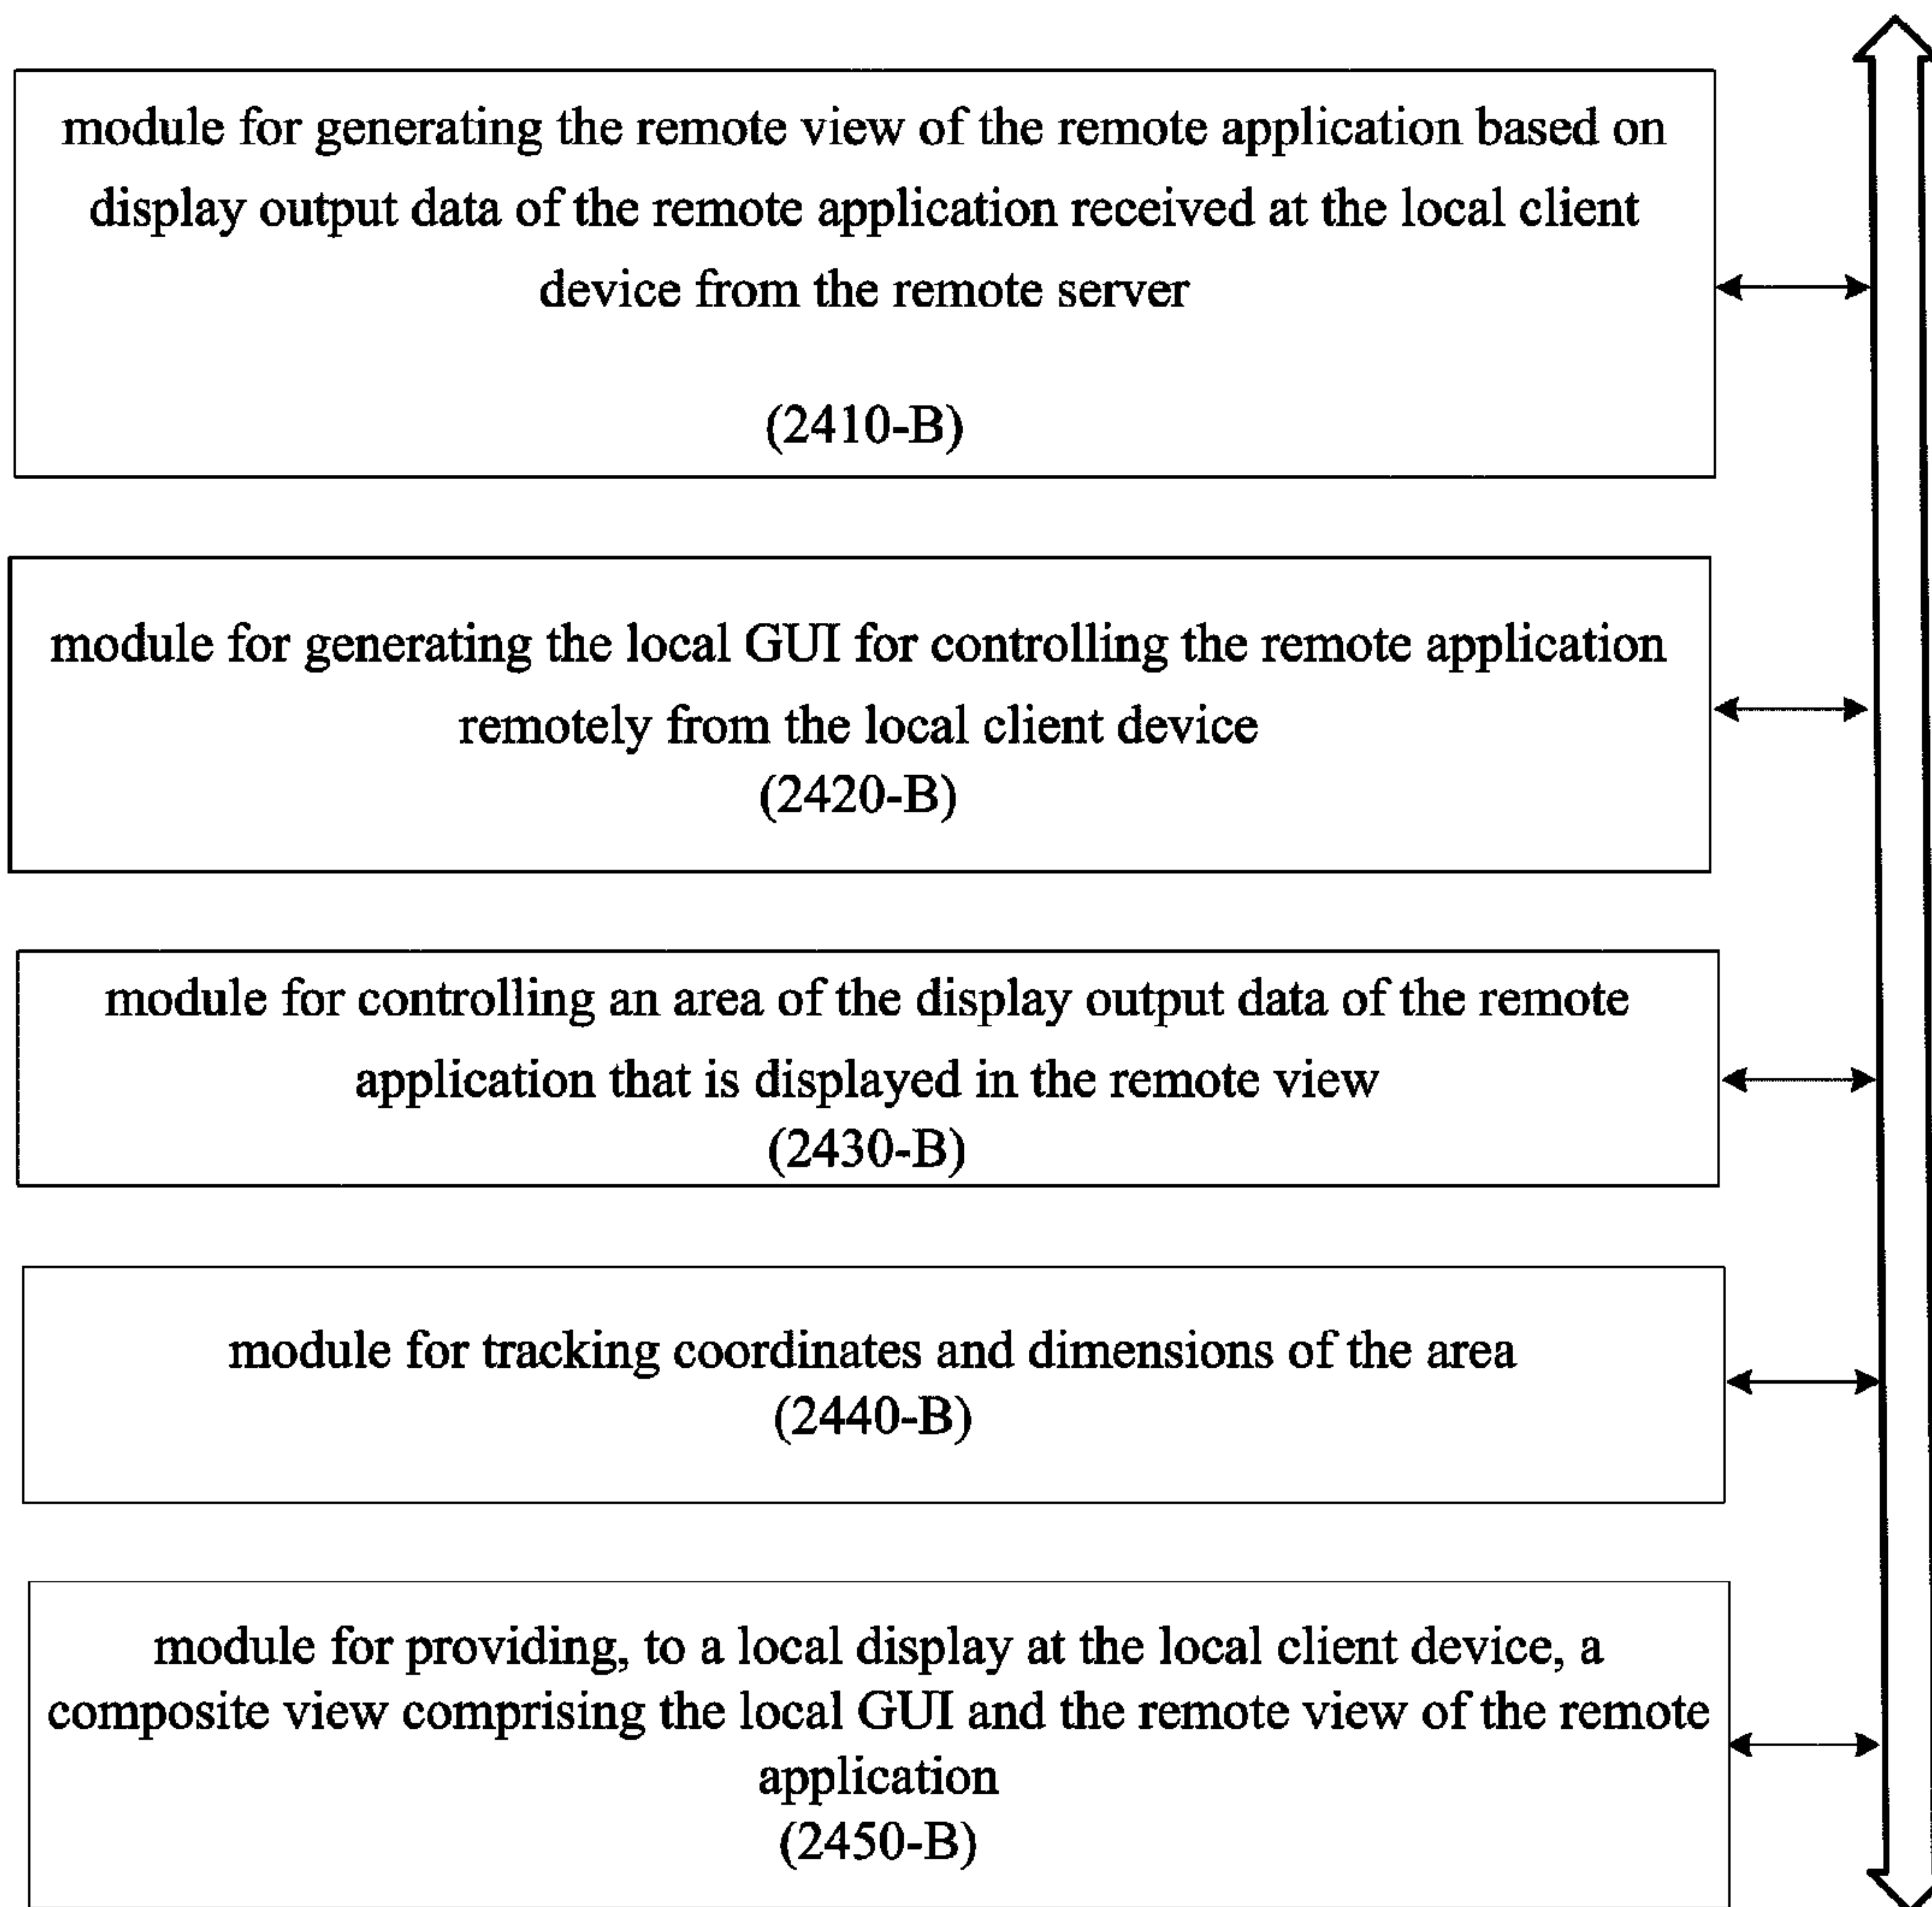 module for generating the remote view of the remote application based on
display output data of the remote application received at the local client
device from the remote server
(2410-B)
module for generating the local GUI for controlling the remote application
remotely from the local client device
(2420-B)
module for controlling an area of the display output data of the remote
application that is displayed in the remote view
(2430-B)
module for tracking coordinates and dimensions of the area
(2440-B)
module for providing, to a local display at the local client device, a
composite view comprising the local GUI and the remote view of the remote
application
(2450-B)